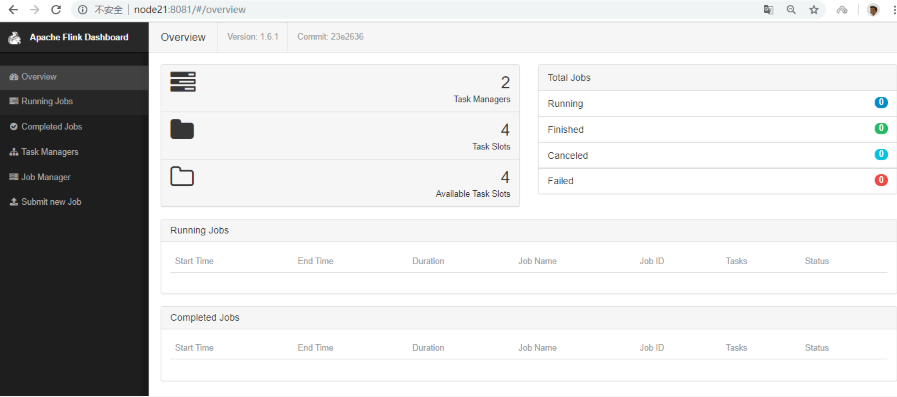 不安全 node21:8081/#/overview
Apache Flink Dashboard
Overview
Version: 1.6.1
Commit: 23e2636
Overview
Running Jobs
Completed Jobs
Task Managers
Job Manager
Submit new Job
2
Task Managers
4
Task Slots
4
Available Task Slots
Total Jobs
Running 0
Finished 0
Canceled 0
Failed 0
Running Jobs
Start Time End Time Duration Job Name Job ID Tasks Status
Completed Jobs
Start Time End Time Duration Job Name Job ID Tasks Status